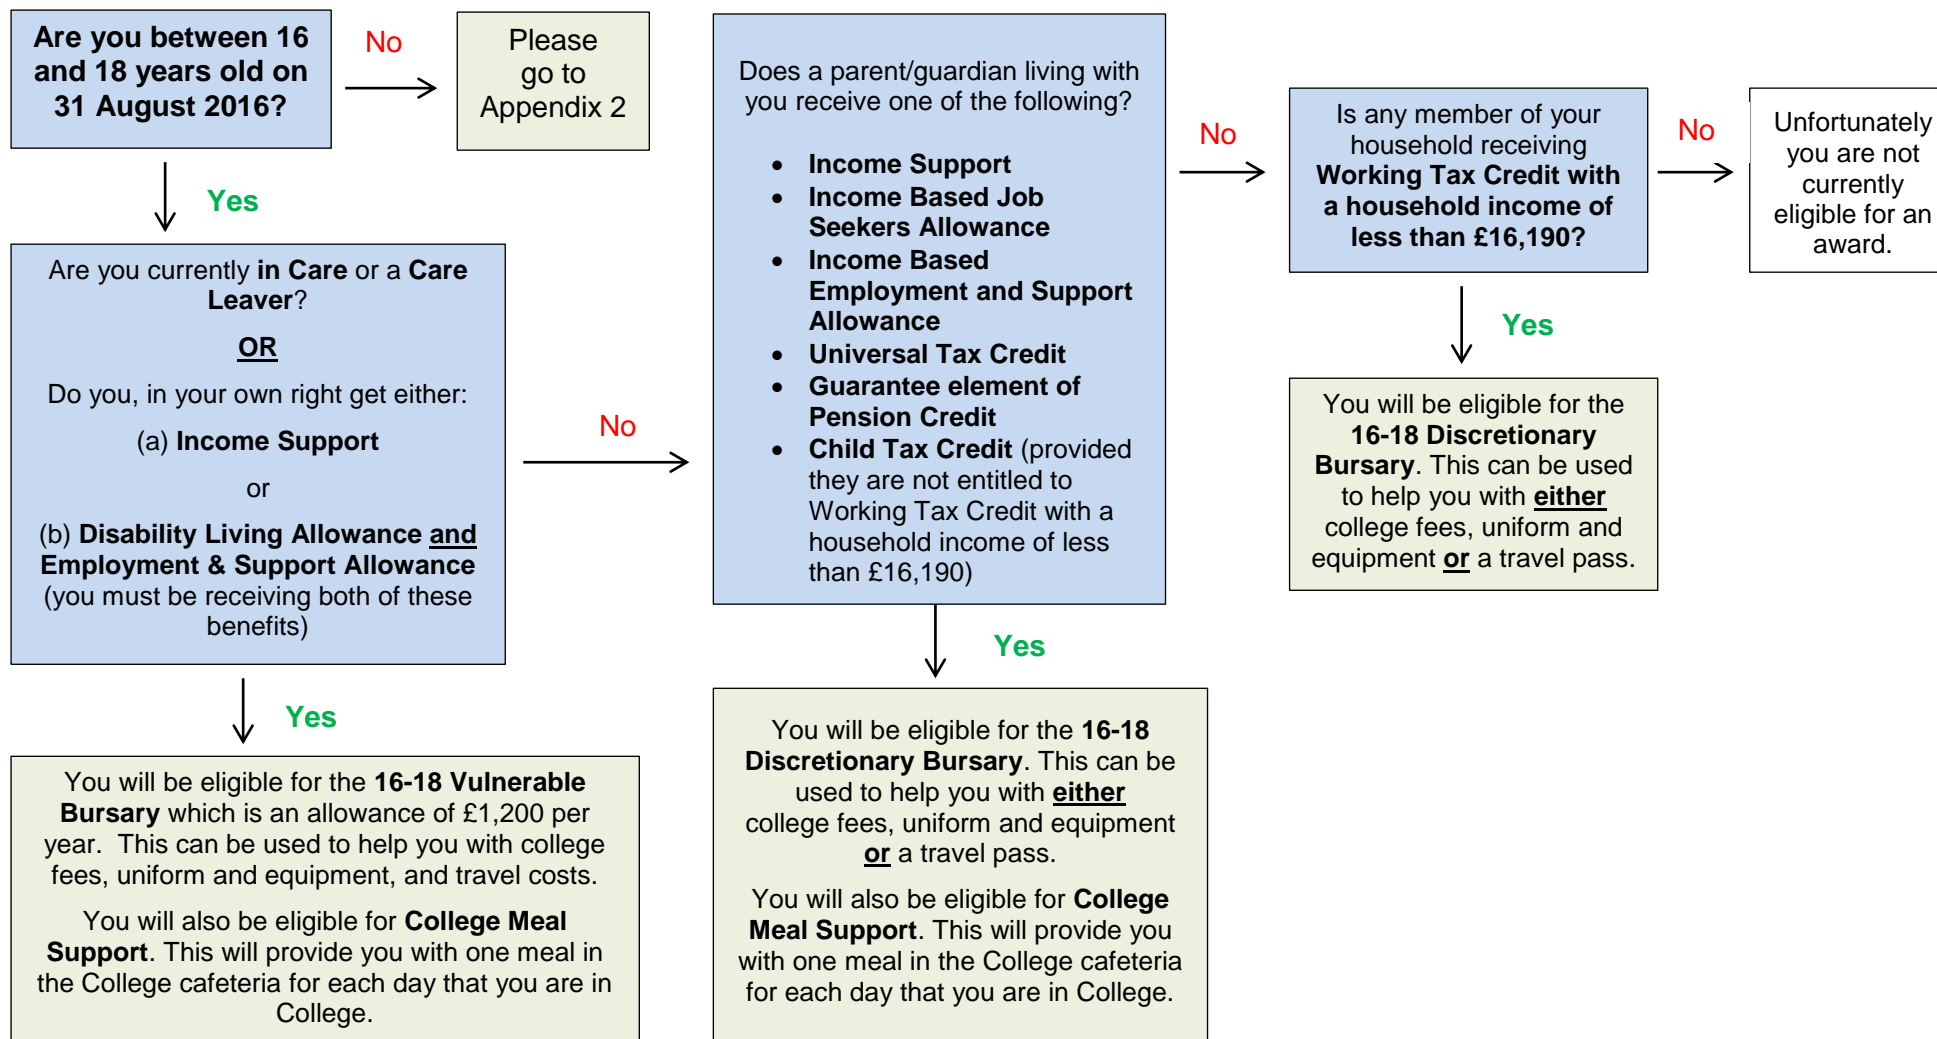 Are you between 16
and 18 years old on
31 August 2016?
No
Please
go to
Appendix 2
Yes
Are you currently in Care or a Care
Leaver?
OR
Do you, in your own right get either:
(a) Income Support
or
(b) Disability Living Allowance and
Employment & Support Allowance
(you must be receiving both of these
benefits)
No
Yes
You will be eligible for the 16-18 Vulnerable
Bursary which is an allowance of £1,200 per
year.  This can be used to help you with college
fees, uniform and equipment, and travel costs.
You will also be eligible for College Meal
Support. This will provide you with one meal in
the College cafeteria for each day that you are in
College.
Does a parent/guardian living with
you receive one of the following?
• Income Support
• Income Based Job
Seekers Allowance
• Income Based
Employment and Support
Allowance
• Universal Tax Credit
• Guarantee element of
Pension Credit
• Child Tax Credit (provided
they are not entitled to
Working Tax Credit with a
household income of less
than £16,190)
No
Yes
You will be eligible for the 16-18
Discretionary Bursary. This can be
used to help you with either
college fees, uniform and equipment
or a travel pass.
You will also be eligible for College
Meal Support. This will provide you
with one meal in the College cafeteria
for each day that you are in College.
Is any member of your
household receiving
Working Tax Credit with
a household income of
less than £16,190?
No
Unfortunately
you are not
currently
eligible for an
award.
Yes
You will be eligible for the
16-18 Discretionary
Bursary. This can be used
to help you with either
college fees, uniform and
equipment or a travel pass.